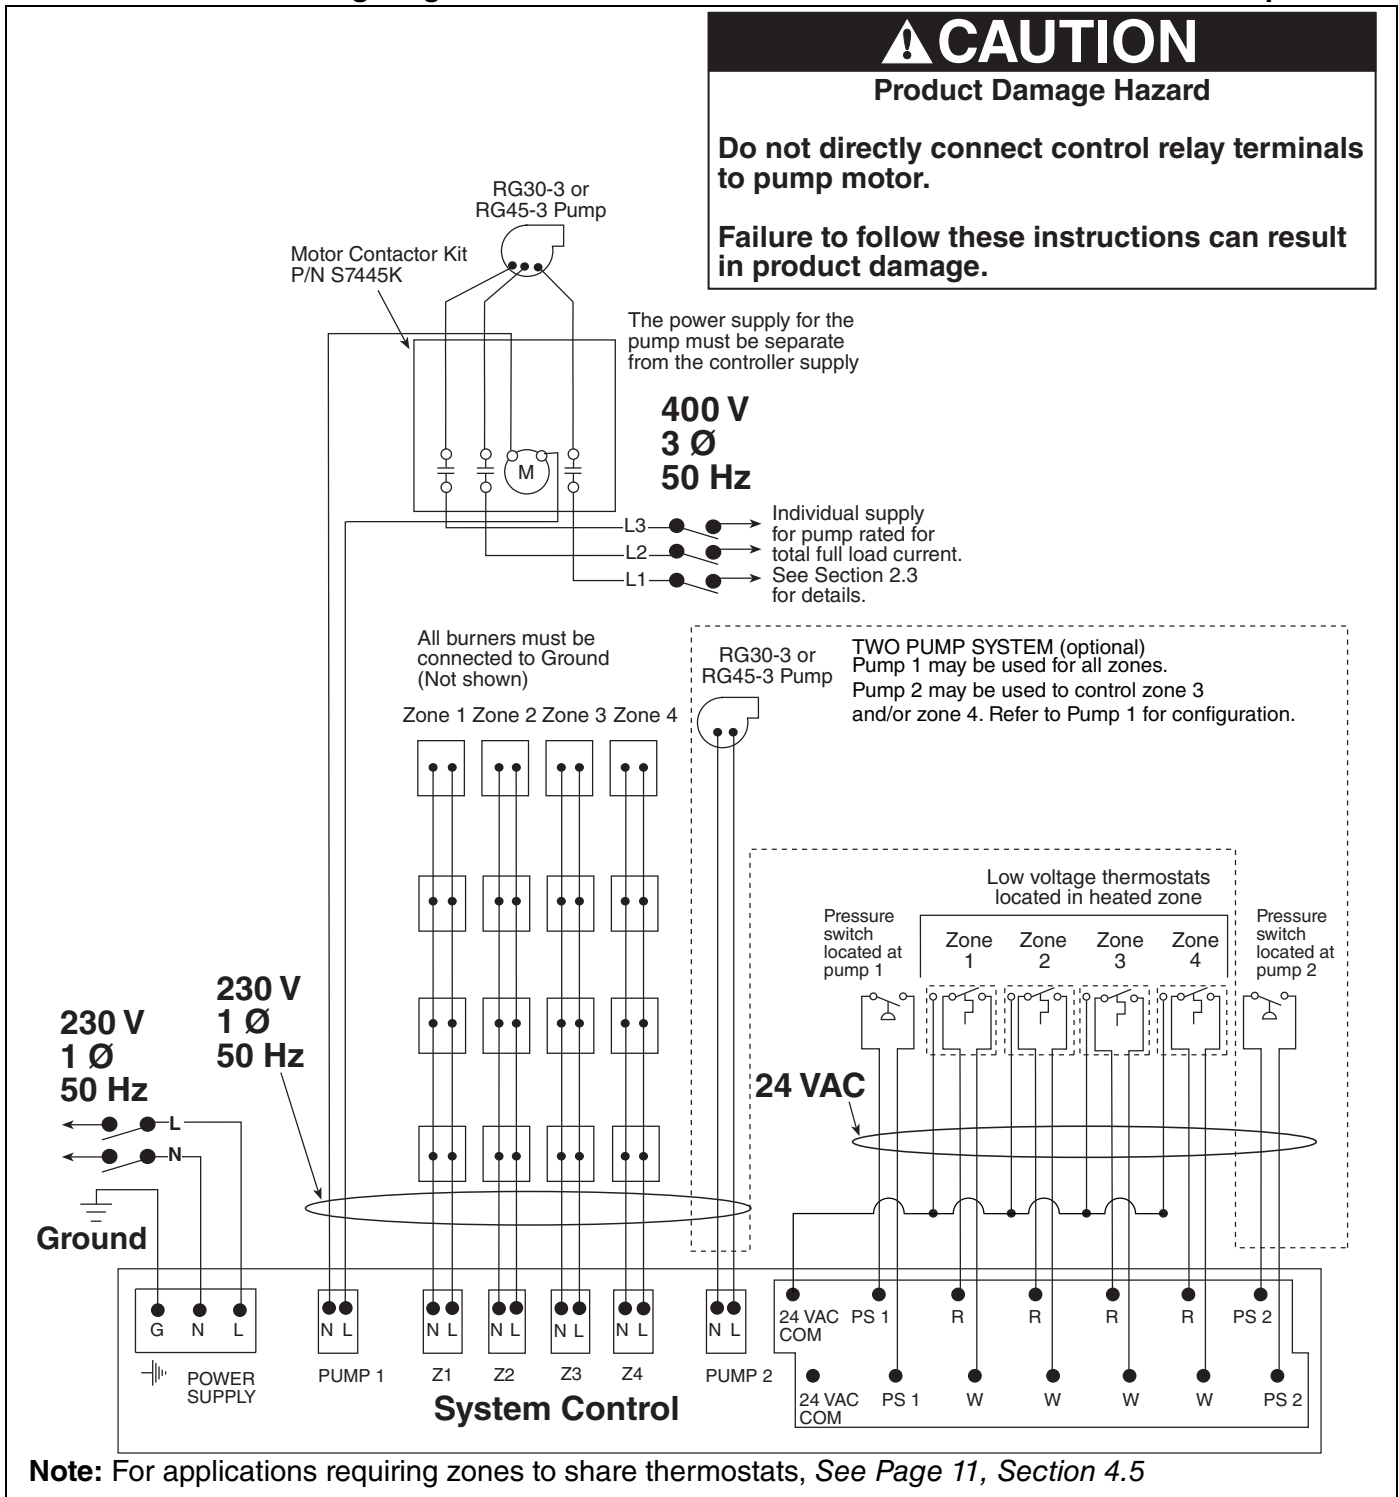 CAUTION
Product Damage Hazard
Do not directly connect control relay terminals
to pump motor.
Failure to follow these instructions can result
in product damage.
RG30-3 or
RG45-3 Pump
Motor Contactor Kit
P/N S7445K
The power supply for the
pump must be separate
from the controller supply
400 V
3 Ø
50 Hz
M
L3
L2
L1
Individual supply
for pump rated for
total full load current.
See Section 2.3
for details.
All burners must be
connected to Ground
(Not shown)
Zone 1 Zone 2 Zone 3 Zone 4
RG30-3 or
RG45-3 Pump
TWO PUMP SYSTEM (optional)
Pump 1 may be used for all zones.
Pump 2 may be used to control zone 3
and/or zone 4. Refer to Pump 1 for configuration.
Low voltage thermostats
located in heated zone
Pressure
switch
located at
pump 1
Zone
1
Zone
2
Zone
3
Zone
4
Pressure
switch
located at
pump 2
230 V
1 Ø
50 Hz
230 V
1 Ø
50 Hz
24 VAC
L
N
Ground
G N L
POWER
SUPPLY
N L
PUMP 1
N L
Z1
N L
Z2
N L
Z3
N L
Z4
N L
PUMP 2
System Control
24 VAC
COM
PS 1
R
R
R
R
PS 2
24 VAC
COM
PS 1
W
W
W
W
PS 2
Note: For applications requiring zones to share thermostats, See Page 11, Section 4.5